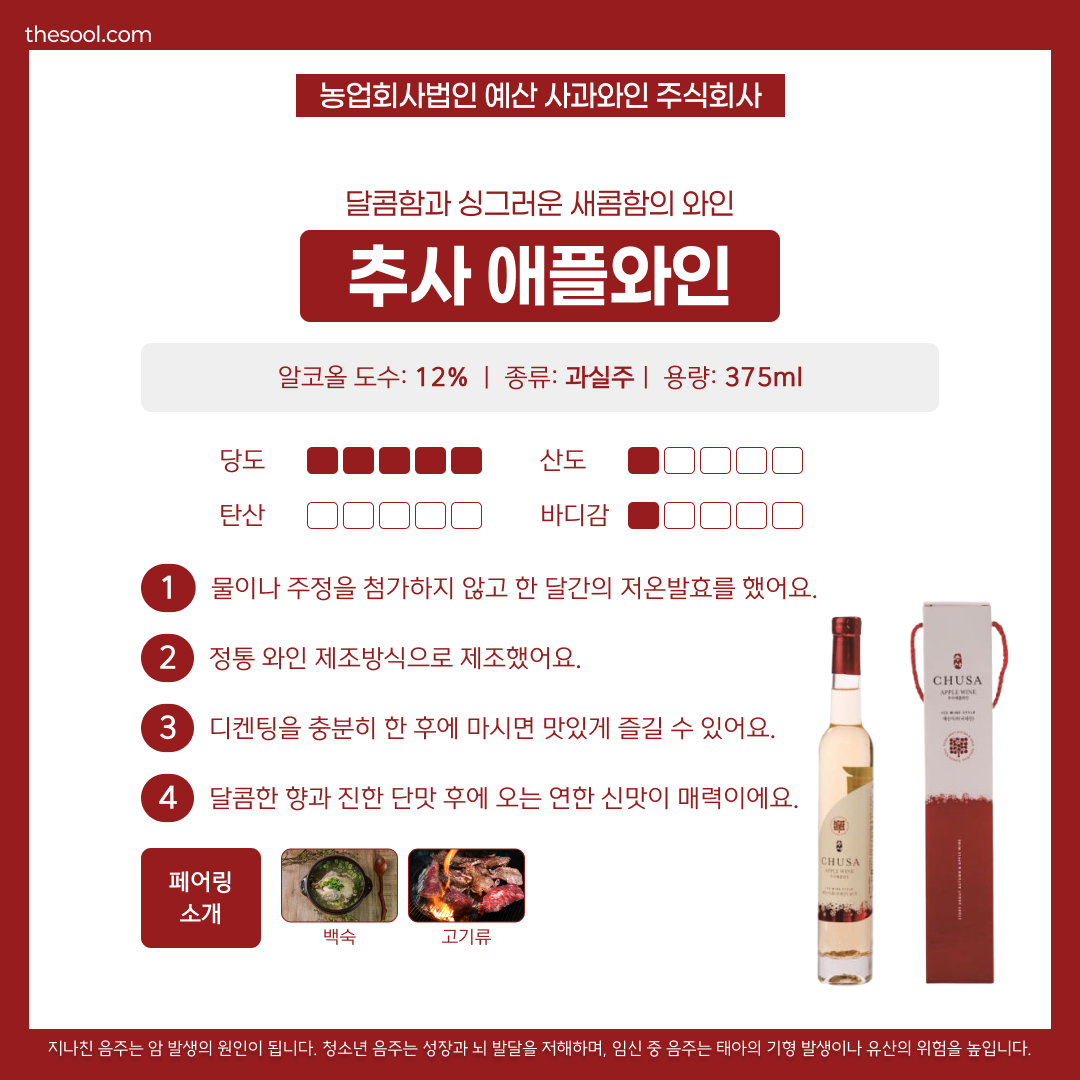 thesool.com
농업회사법인 예산 사과와인 주식회사
달콤함과 싱그러운 새콤함의 와인
추사 애플와인
알코올 도수: 12% | 종류: 과실주 | 용량: 375ml
당도
산도
탄산
바디감
1 물이나 주정을 첨가하지 않고 한 달간의 저온발효를 했어요.
2 정통 와인 제조방식으로 제조했어요.
3 디켄팅을 충분히 한 후에 마시면 맛있게 즐길 수 있어요.
4 달콤한 향과 진한 단맛 후에 오는 연한 신맛이 매력이에요.
CHUSA
APPLE WINE
추사애플와인
ICE WINE STYLE
CHUSA
APPLE WINE
페어링
소개
백숙
고기류
지나친 음주는 암 발생의 원인이 됩니다. 청소년 음주는 성장과 뇌 발달을 저해하며, 임신 중 음주는 태아의 기형 발생이나 유산의 위험을 높입니다.